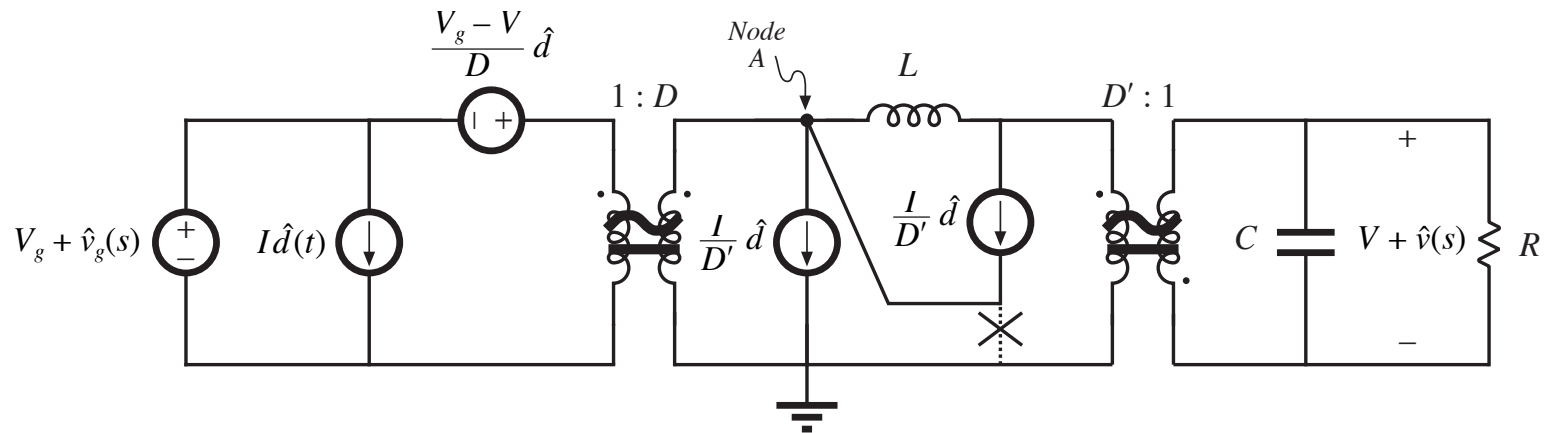 V_g – V
D
d̂
Node
A
L
1 : D
D′ : 1
– +
+
V_g + v̂_g(s)
+
–
I d̂(t)
I
D′
d̂
I
D′
d̂
C
V + v̂(s)
R
–